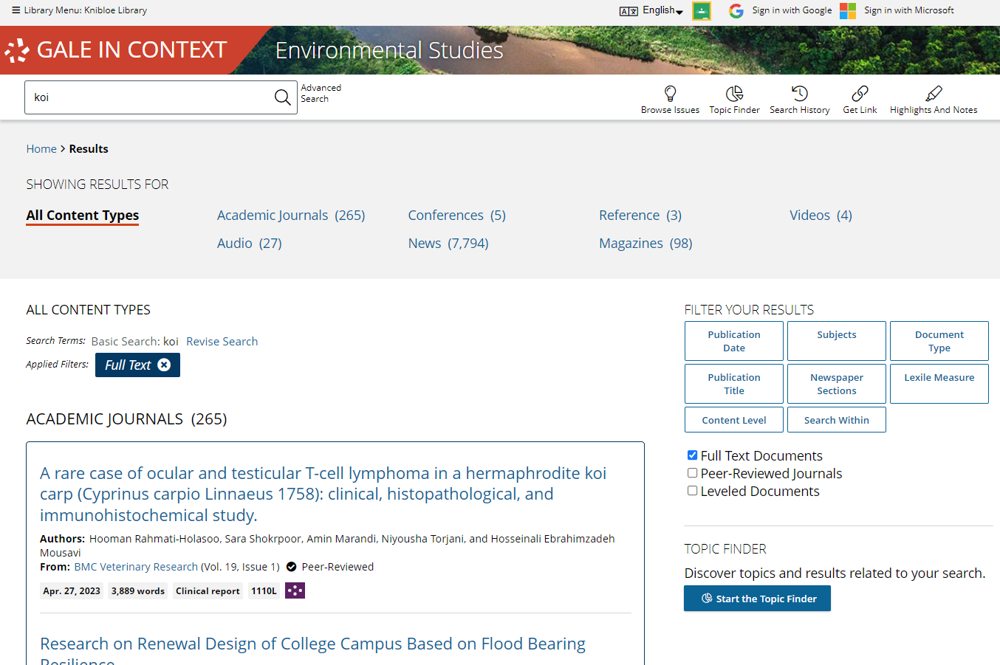 Library Menu: Knibloe Library
English
Sign in with Google
Sign in with Microsoft
GALE IN CONTEXT
Environmental Studies
koi
Advanced
Search
Browse Issues
Topic Finder
Search History
Get Link
Highlights And Notes
Home > Results
SHOWING RESULTS FOR
All Content Types
Academic Journals (265)
Conferences (5)
Reference (3)
Videos (4)
Audio (27)
News (7,794)
Magazines (98)
ALL CONTENT TYPES
Search Terms: Basic Search: koi Revise Search
Applied Filters: Full Text
ACADEMIC JOURNALS (265)
A rare case of ocular and testicular T-cell lymphoma in a hermaphrodite koi
carp (Cyprinus carpio Linnaeus 1758): clinical, histopathological, and
immunohistochemical study.
Authors: Hooman Rahmati-Holasoo, Sara Shokrpoor, Amin Marandi, Niyousha Torjani, and Hosseinali Ebrahimzadeh
Mousavi
From: BMC Veterinary Research (Vol. 19, Issue 1) Peer-Reviewed
Apr. 27, 2023 3,889 words Clinical report 1110L
Research on Renewal Design of College Campus Based on Flood Bearing
Resilience
FILTER YOUR RESULTS
Publication
Date
Subjects
Document
Type
Publication
Title
Newspaper
Sections
Lexile Measure
Content Level
Search Within
Full Text Documents
Peer-Reviewed Journals
Leveled Documents
TOPIC FINDER
Discover topics and results related to your search.
Start the Topic Finder